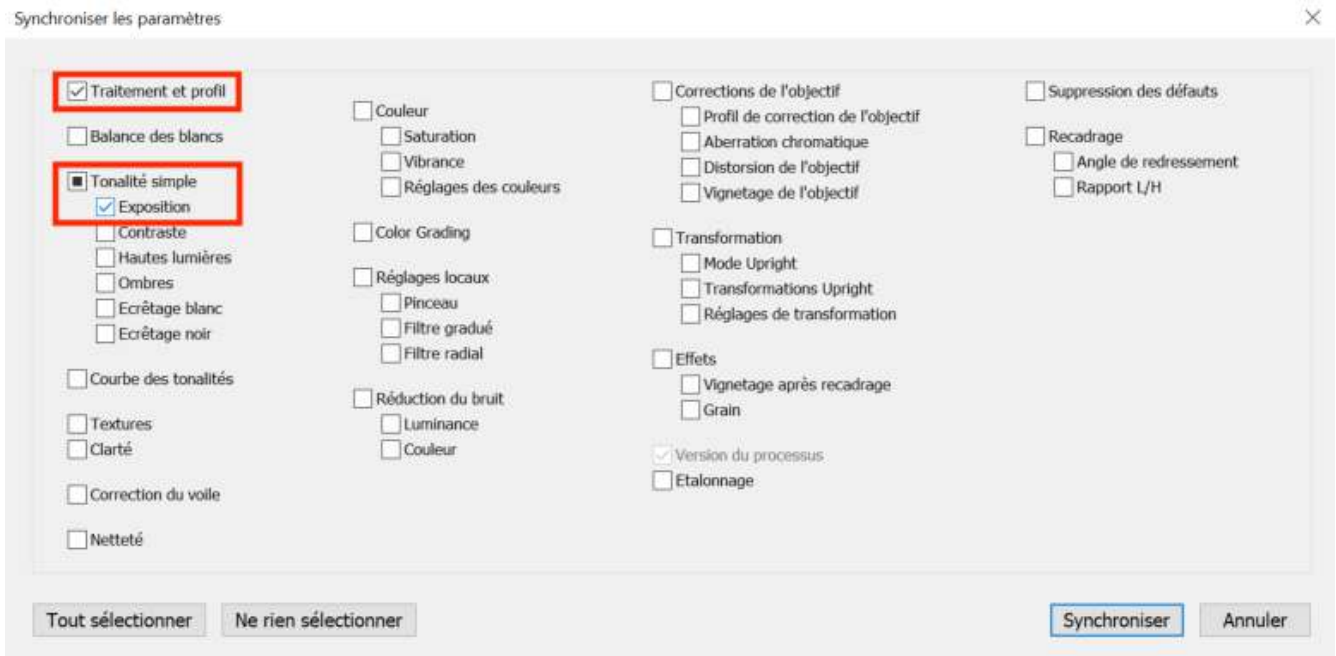 Synchroniser les paramètres
Traitement et profil
Balance des blancs
Tonalité simple
Exposition
Contraste
Hautes lumières
Ombres
Ecrêtage blanc
Ecrêtage noir
Courbe des tonalités
Textures
Clarté
Correction du voile
Netteté
Couleur
Saturation
Vibrance
Réglages des couleurs
Color Grading
Réglages locaux
Pinceau
Filtre gradué
Filtre radial
Réduction du bruit
Luminance
Couleur
Corrections de l'objectif
Profil de correction de l'objectif
Aberration chromatique
Distorsion de l'objectif
Vignetage de l'objectif
Transformation
Mode Upright
Transformations Upright
Réglages de transformation
Effets
Vignetage après recadrage
Grain
Version du processus
Etalonnage
Suppression des défauts
Recadrage
Angle de redressement
Rapport L/H
Tout sélectionner
Ne rien sélectionner
Synchroniser
Annuler